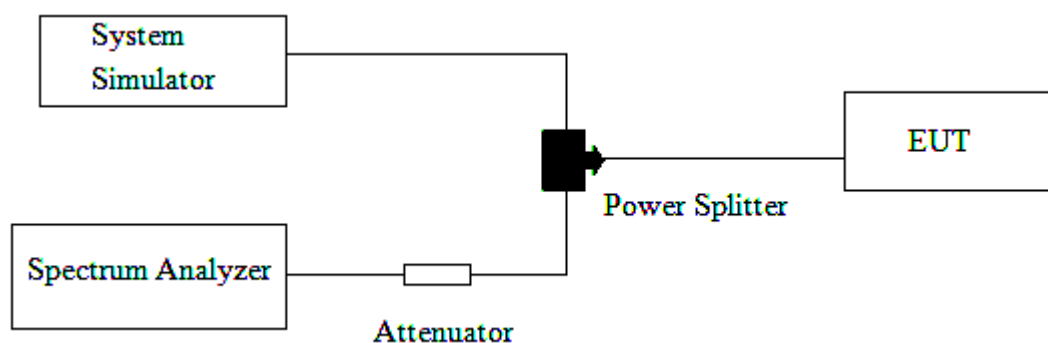 System
Simulator
EUT
Power Splitter
Spectrum Analyzer
Attenuator